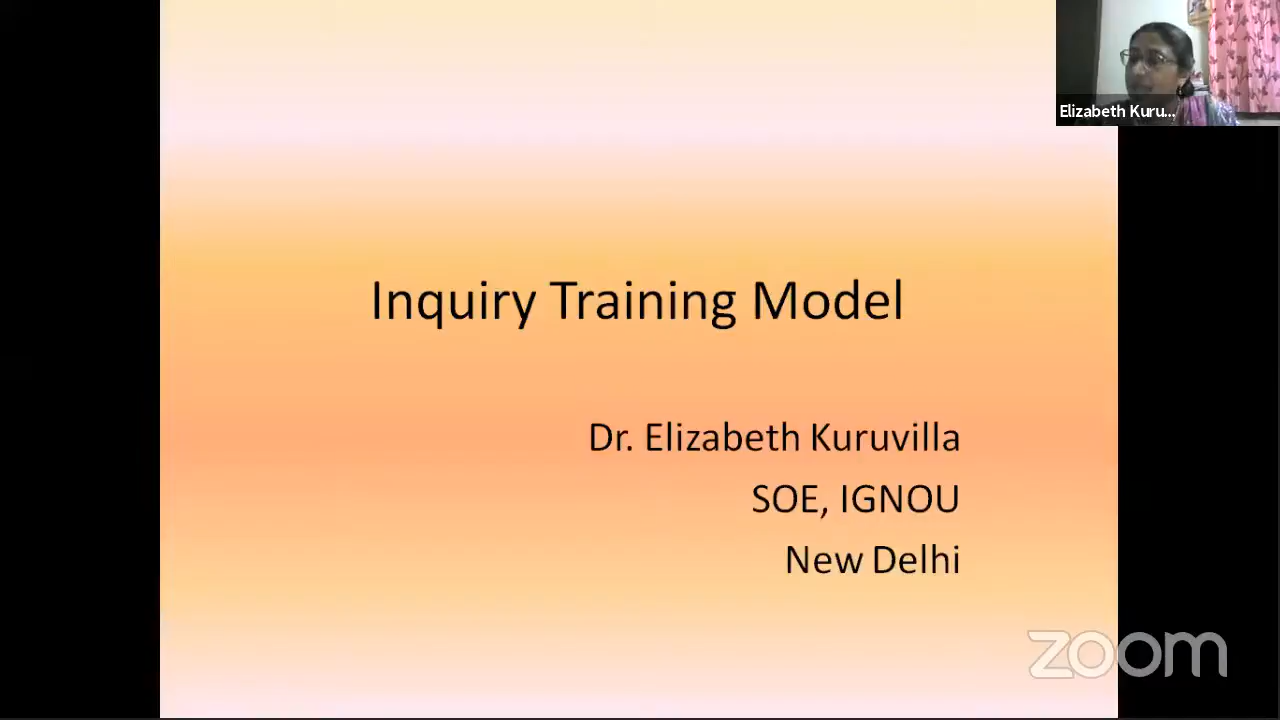 Elizabeth Kuru...
Inquiry Training Model
Dr. Elizabeth Kuruvilla
SOE, IGNOU
New Delhi
zoom